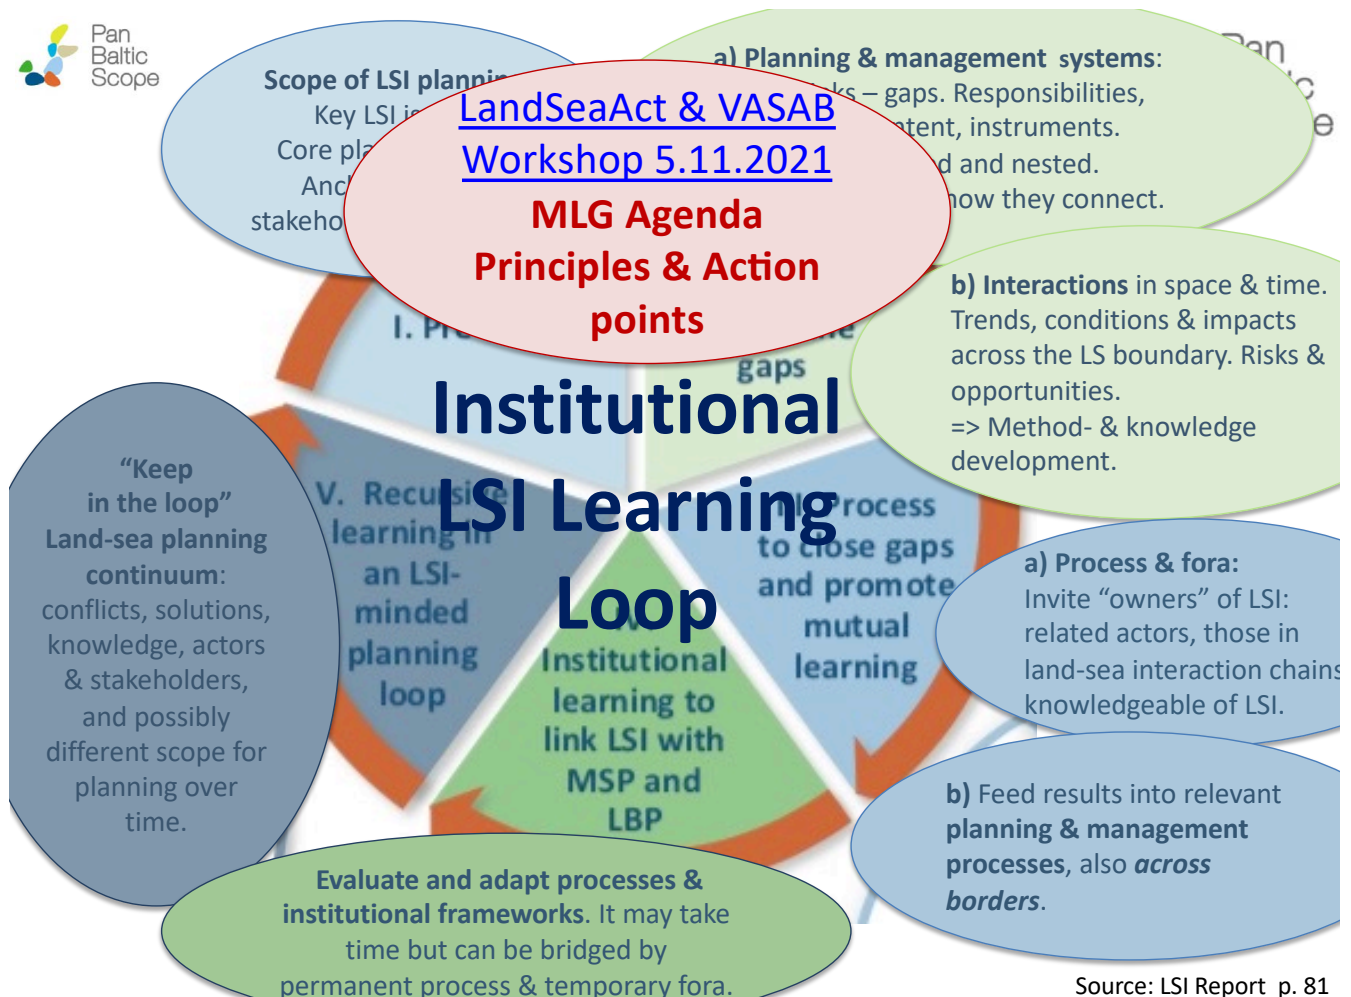 Pan
Baltic
Scope
Pan
c
e
Scope of LSI planning
Key LSI is
Core pla
Anc
stakeho
LandSeaAct & VASAB
Workshop 5.11.2021
MLG Agenda
Principles & Action
points
a) Planning & management systems:
ks – gaps. Responsibilities,
ntent, instruments.
d and nested.
how they connect.
b) Interactions in space & time.
Trends, conditions & impacts
across the LS boundary. Risks &
opportunities.
=> Method- & knowledge
development.
I. Pr
gaps
Institutional
LSI Learning
Loop
“Keep
in the loop”
Land-sea planning
continuum:
conflicts, solutions,
knowledge, actors
& stakeholders,
and possibly
different scope for
planning over
time.
V. Recursive
learning in
an LSI-
minded
planning
loop
Process
to close gaps
and promote
mutual
learning
IV.
Institutional
learning to
link LSI with
MSP and
LBP
a) Process & fora:
Invite “owners” of LSI:
related actors, those in
land-sea interaction chains
knowledgeable of LSI.
b) Feed results into relevant
planning & management
processes, also across
borders.
Evaluate and adapt processes &
institutional frameworks. It may take
time but can be bridged by
permanent process & temporary fora.
Source: LSI Report p. 81